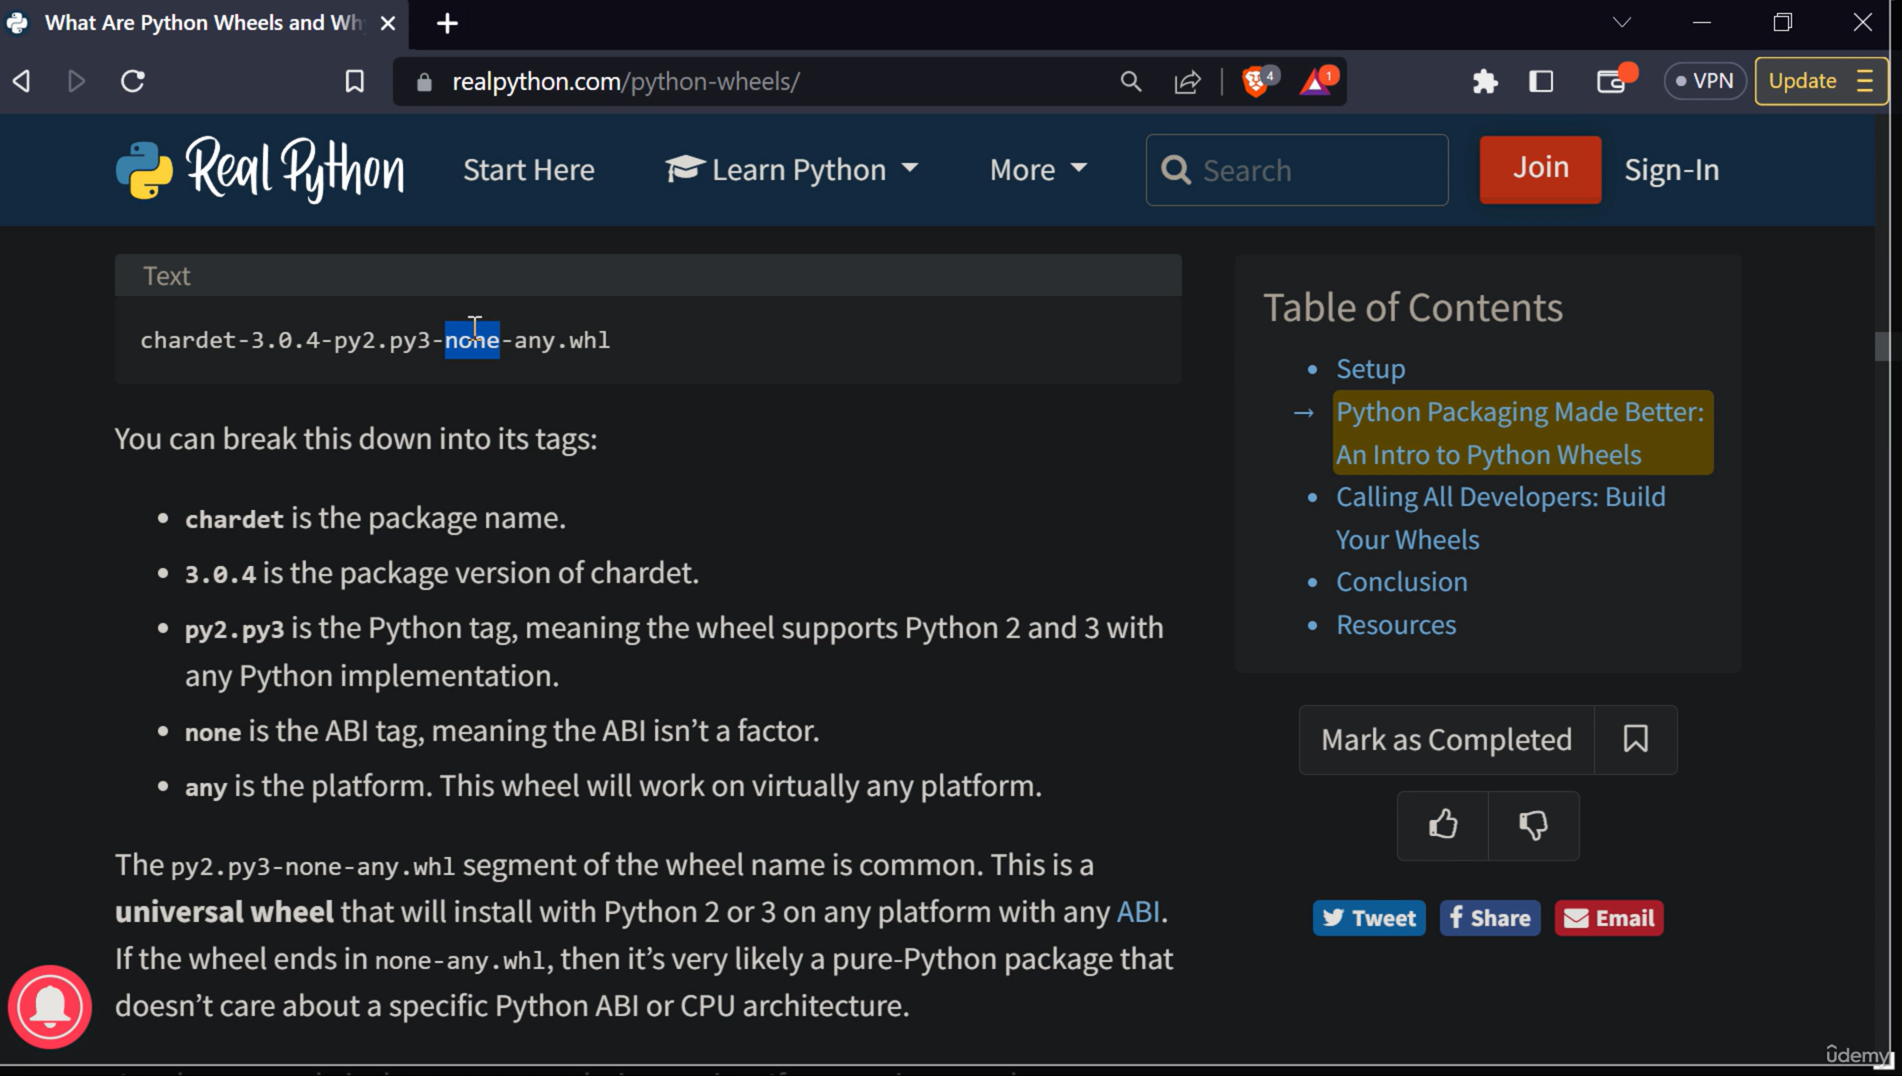 What Are Python Wheels and Wh
realpython.com/python-wheels/
4
1
VPN
Update
Real Python
Start Here
Learn Python
More
Search
Join
Sign-In
Text
chardet-3.0.4-py2.py3-none-any.whl
You can break this down into its tags:
• chardet is the package name.
• 3.0.4 is the package version of chardet.
• py2.py3 is the Python tag, meaning the wheel supports Python 2 and 3 with
any Python implementation.
• none is the ABI tag, meaning the ABI isn’t a factor.
• any is the platform. This wheel will work on virtually any platform.
The py2.py3-none-any.whl segment of the wheel name is common. This is a
universal wheel that will install with Python 2 or 3 on any platform with any ABI.
If the wheel ends in none-any.whl, then it’s very likely a pure-Python package that
doesn’t care about a specific Python ABI or CPU architecture.
Table of Contents
• Setup
→ Python Packaging Made Better:
An Intro to Python Wheels
• Calling All Developers: Build
Your Wheels
• Conclusion
• Resources
Mark as Completed
Tweet
Share
Email
ûdemy